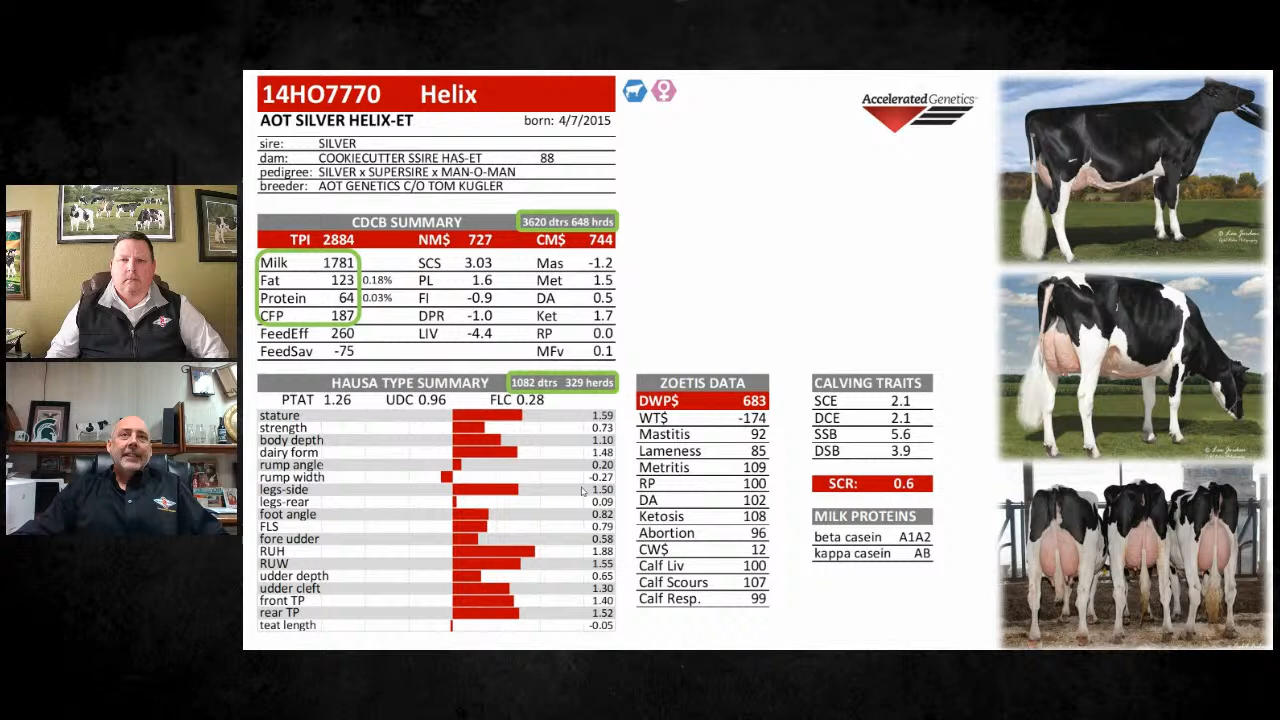 14HO7770 Helix
AOT SILVER HELIX-ET born: 4/7/2015
sire: SILVER
dam: COOKIECUTTER SSIRE HAS-ET 88
pedigree: SILVER x SUPERSIRE x MAN-O-MAN
breeder: AOT GENETICS C/O TOM KUGLER
CDCB SUMMARY 3620 dtrs 648 hrds
TPI 2884 NM$ 727 CM$ 744
Milk 1781 SCS 3.03 Mas -1.2
Fat 123 0.18% PL 1.6 Met 1.5
Protein 64 0.03% FI -0.9 DA 0.5
CFP 187 DPR -1.0 Ket 1.7
FeedEff 260 LIV -4.4 RP 0.0
FeedSav -75 MFv 0.1
HAUSA TYPE SUMMARY 1082 dtrs 329 herds
PTAT 1.26 UDC 0.96 FLC 0.28
stature 1.59
strength 0.73
body depth 1.10
dairy form 1.48
rump angle 0.20
rump width -0.27
legs-side 1.50
legs-rear 0.09
foot angle 0.82
FLS 0.79
fore udder 0.58
RUH 1.88
RUW 1.55
udder depth 0.65
udder cleft 1.30
front TP 1.40
rear TP 1.52
teat length -0.05
ZOETIS DATA
DWP$ 683
WT$ -174
Mastitis 92
Lameness 85
Metritis 109
RP 100
DA 102
Ketosis 108
Abortion 96
CW$ 12
Calf Liv 100
Calf Scours 107
Calf Resp. 99
Accelerated Genetics
CALVING TRAITS
SCE 2.1
DCE 2.1
SSB 5.6
DSB 3.9
SCR: 0.6
MILK PROTEINS
beta casein A1A2
kappa casein AB